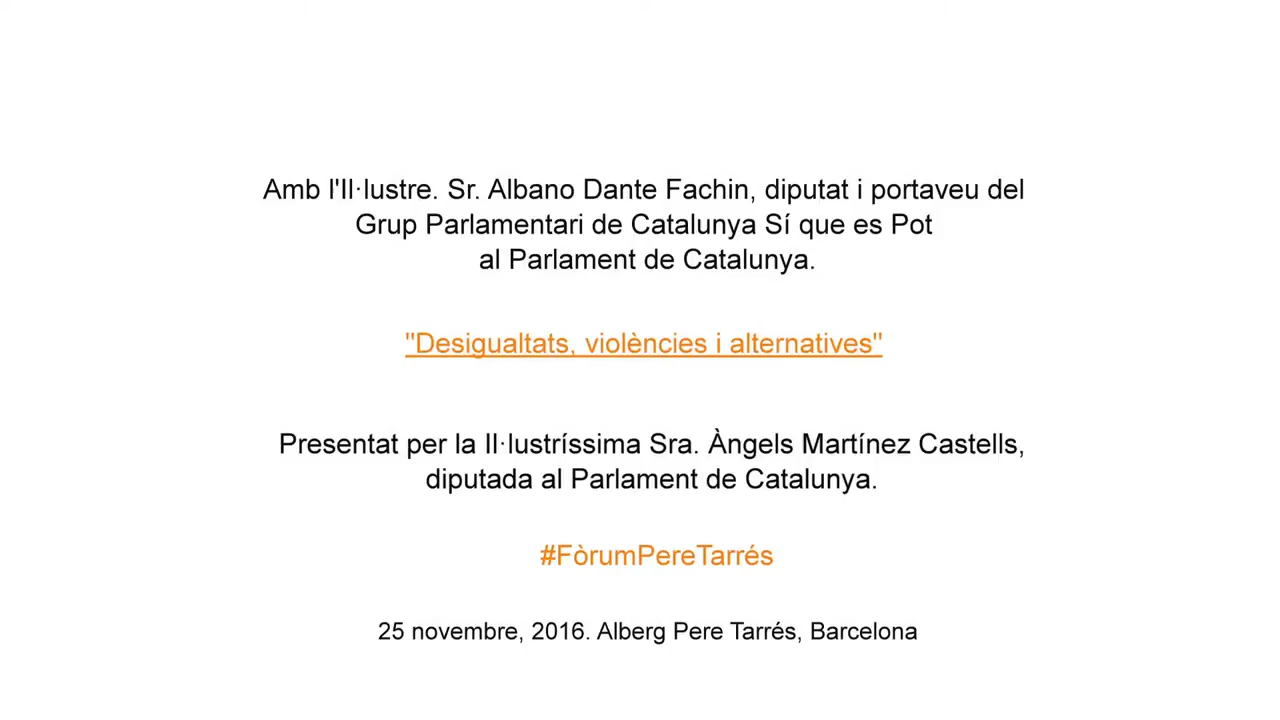 Amb l'Il·lustre. Sr. Albano Dante Fachin, diputat i portaveu del
Grup Parlamentari de Catalunya Sí que es Pot
al Parlament de Catalunya.
"Desigualtats, violències i alternatives"
Presentat per la Il·lustríssima Sra. Àngels Martínez Castells,
diputada al Parlament de Catalunya.
#FòrumPereTarrés
25 novembre, 2016. Alberg Pere Tarrés, Barcelona